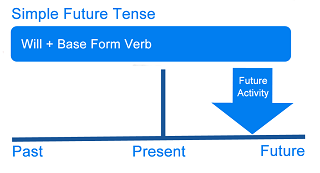 Simple Future Tense
Will + Base Form Verb
Future
Activity
Past Present Future